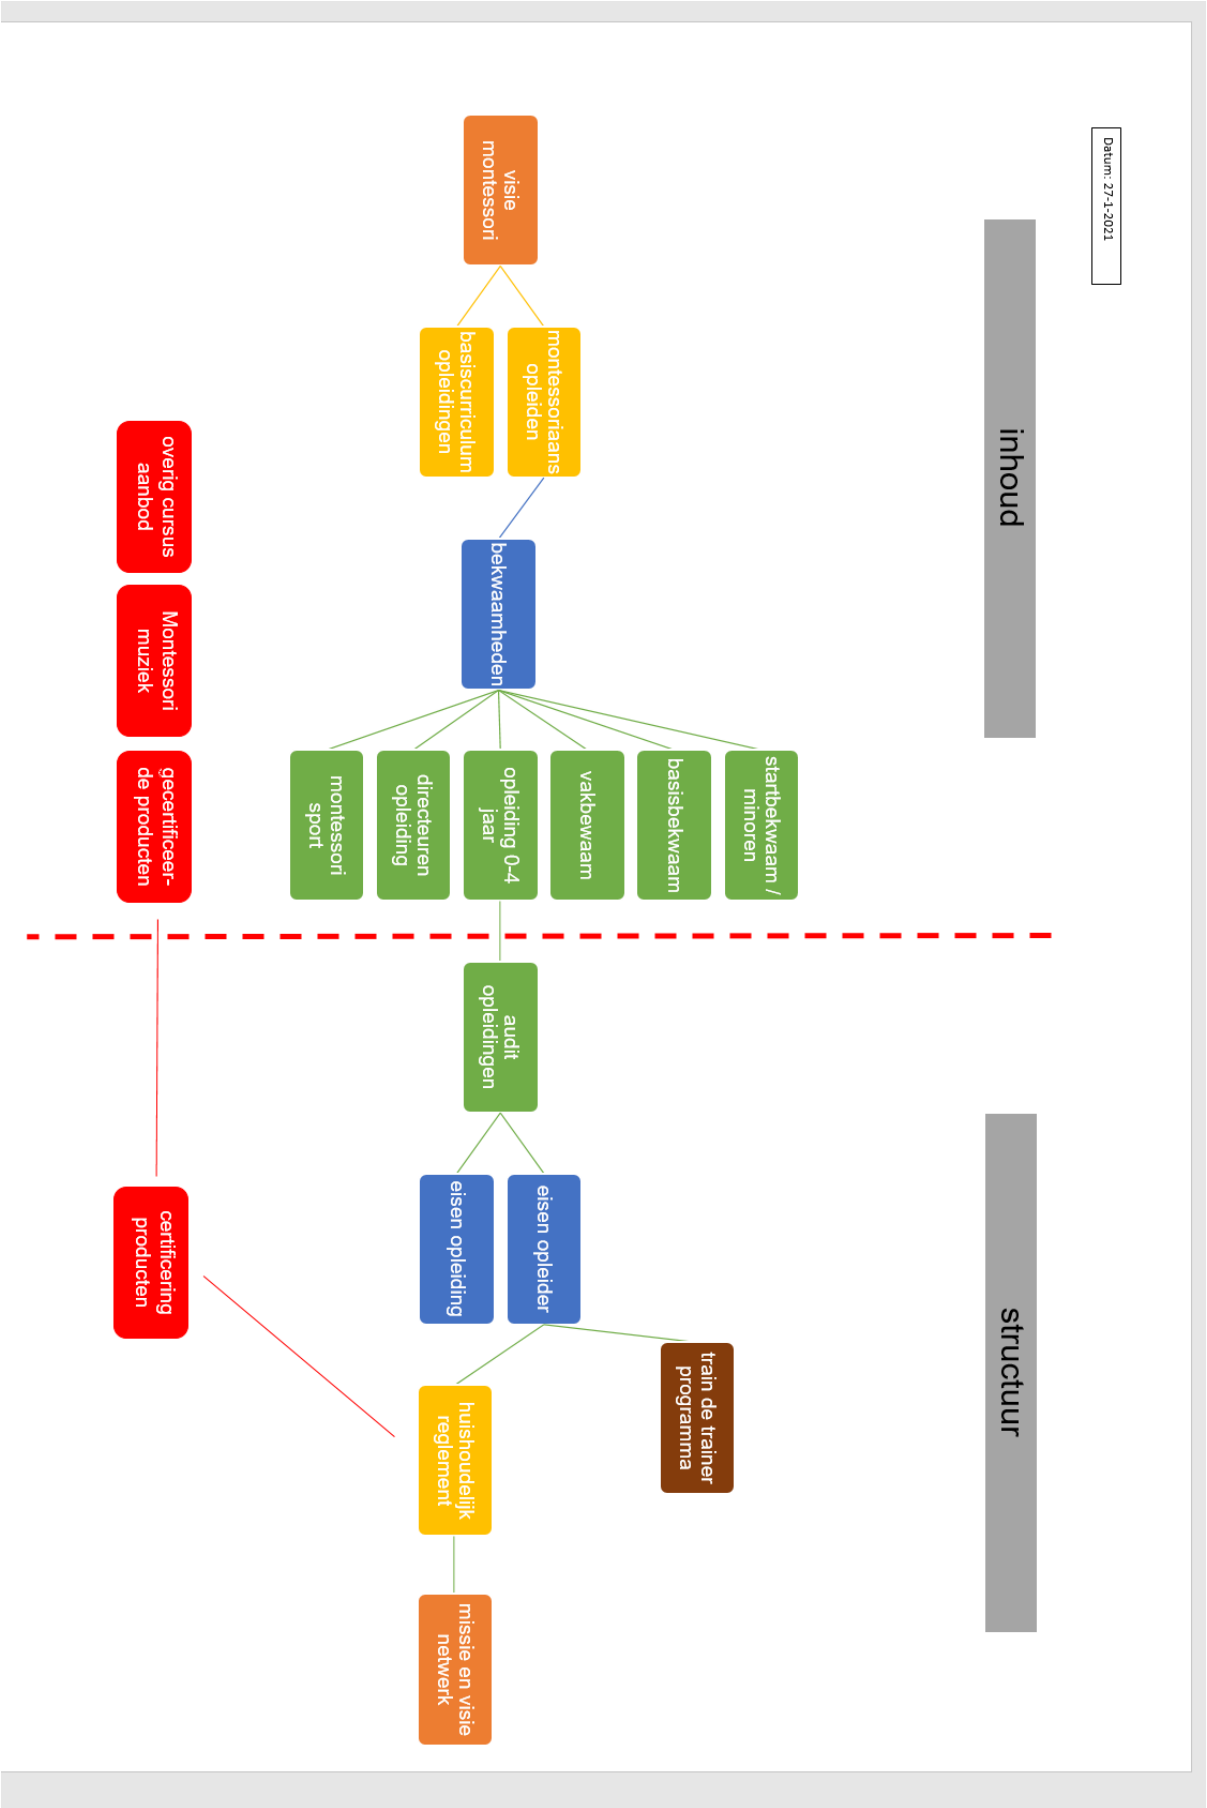 Datum: 27-1-2021
inhoud
structuur
visie
montessori
montessoriaans
opleiden
basiscurriculum
opleidingen
bekwaamheden
startbekwaam /
minoren
basisbekwaam
vakbewaam
opleiding 0-4
jaar
directeuren
opleiding
montessori
sport
audit
opleidingen
eisen opleider
eisen opleiding
train de trainer
programma
huishoudelijk
reglement
missie en visie
netwerk
overig cursus
aanbod
Montessori
muziek
gecertificeer-
de producten
certificering
producten